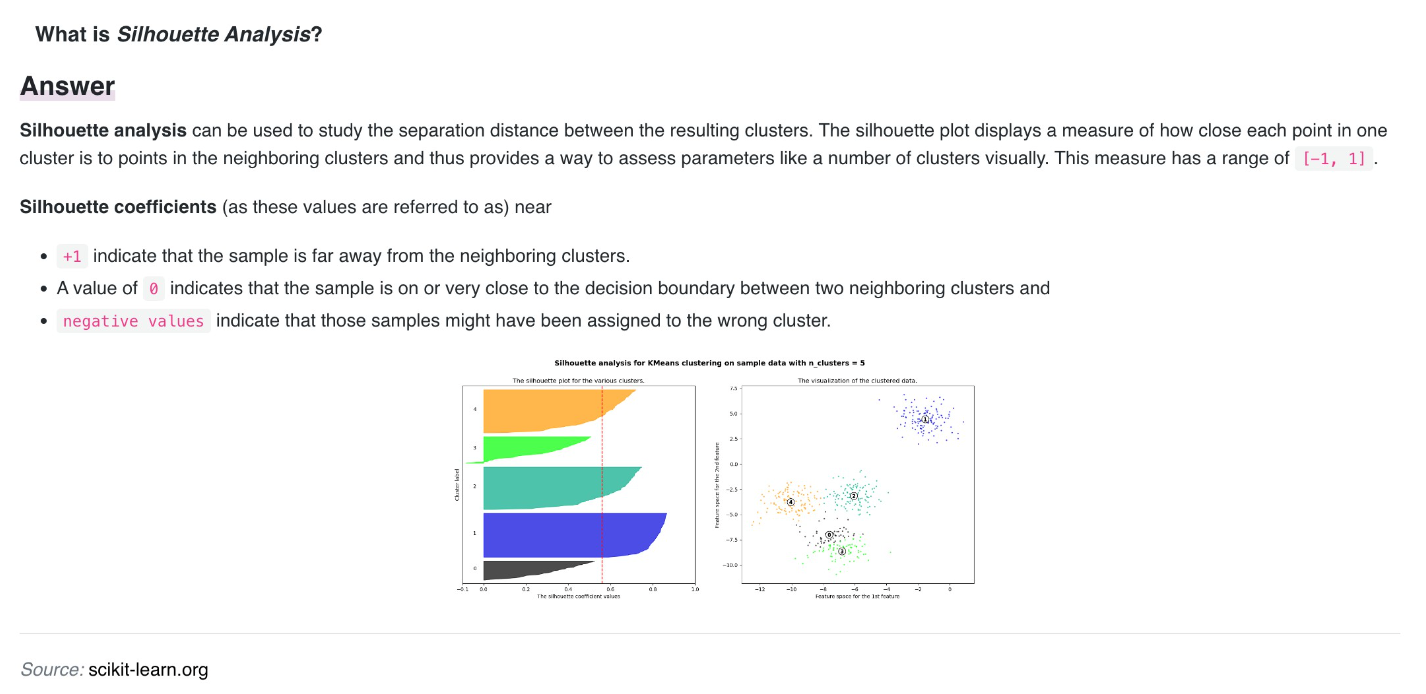 What is Silhouette Analysis?
Answer
Silhouette analysis can be used to study the separation distance between the resulting clusters. The silhouette plot displays a measure of how close each point in one
cluster is to points in the neighboring clusters and thus provides a way to assess parameters like a number of clusters visually. This measure has a range of [-1, 1] .
Silhouette coefficients (as these values are referred to as) near
• +1 indicate that the sample is far away from the neighboring clusters.
• A value of 0 indicates that the sample is on or very close to the decision boundary between two neighboring clusters and
• negative values indicate that those samples might have been assigned to the wrong cluster.
Silhouette analysis for KMeans clustering on sample data with n_clusters = 5
The silhouette plot for the various clusters.
4
3
2
1
0
Cluster label
−0.1 0.0 0.2 0.4 0.6 0.8 1.0
The silhouette coefficient values
The visualization of the clustered data.
7.5
5.0
2.5
0.0
−2.5
−5.0
−7.5
−10.0
Feature space for the 2nd feature
1
4
2
0
3
−12 −10 −8 −6 −4 −2 0
Feature space for the 1st feature
Source: scikit-learn.org